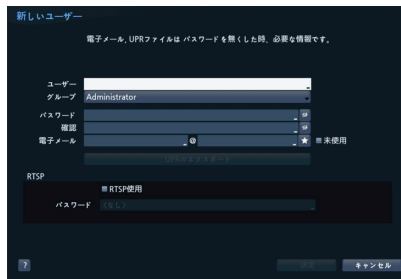 新しいユーザー
電子メール, UPRファイルは パスワードを無くした時, 必要な情報です。
ユーザー
グループ Administrator
パスワード
確認
電子メール @ 未使用
UPRのエクスポート
RTSP
RTSP使用
パスワード (なし)
? 決定 キャンセル